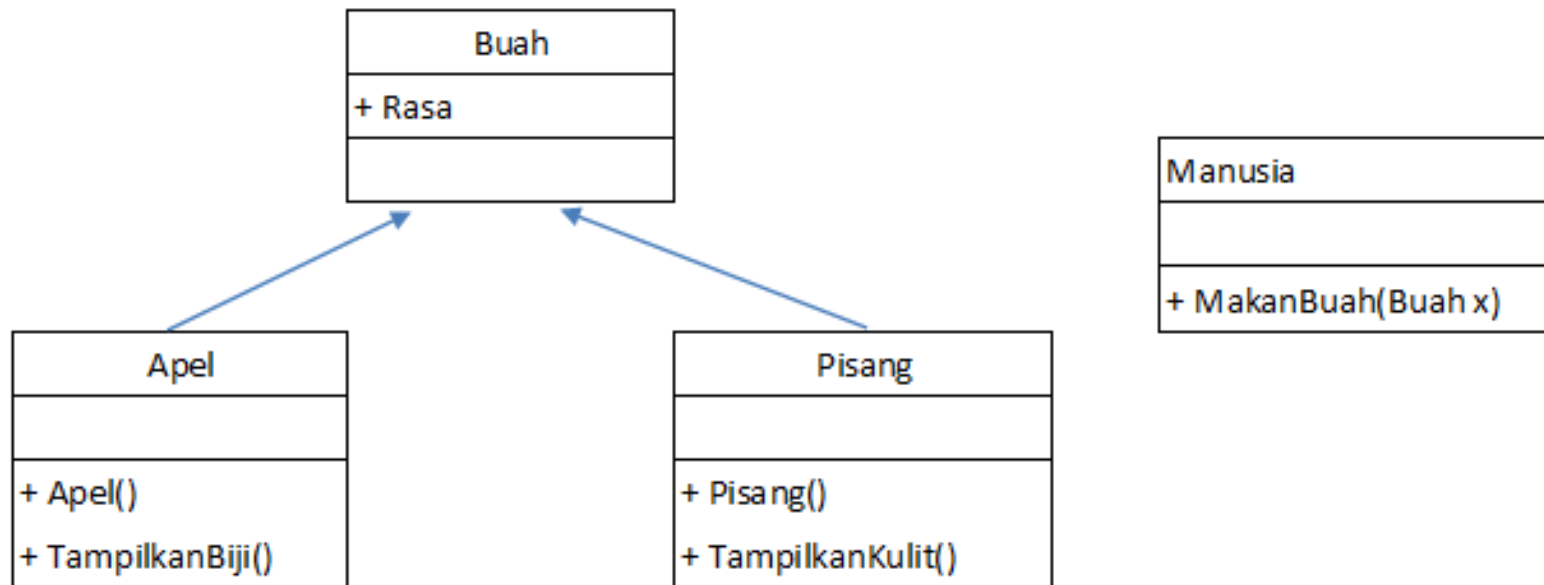 Buah
+ Rasa
Manusia
+ MakanBuah(Buah x)
Apel
+ Apel()
+ TampilkanBiji()
Pisang
+ Pisang()
+ TampilkanKulit()